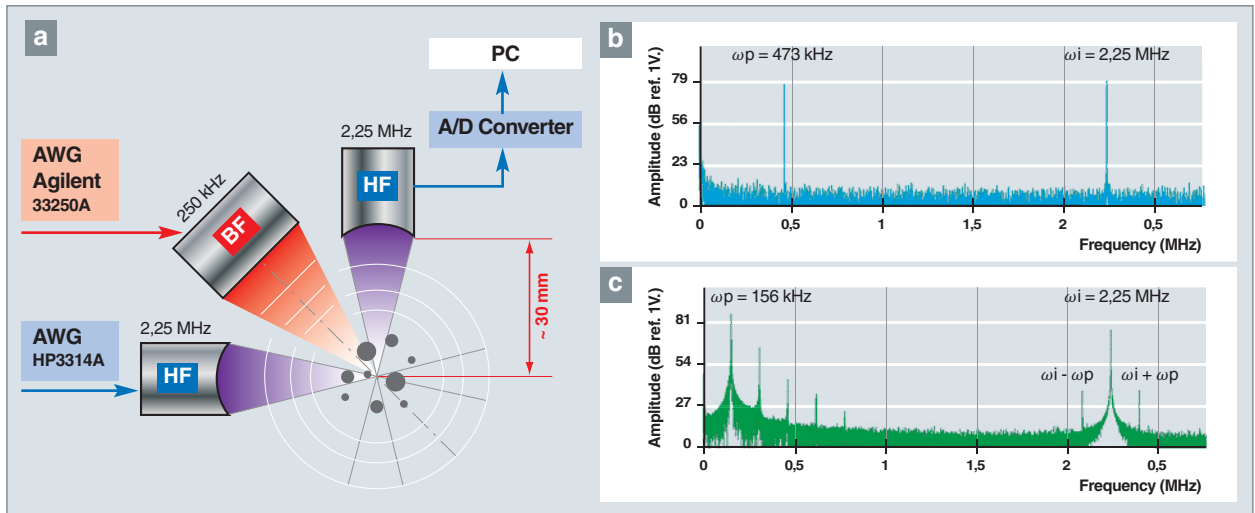 a
PC
A/D Converter
2,25 MHz
HF
AWG
Agilent
33250A
250 kHz
BF
~ 30 mm
AWG
HP3314A
2,25 MHz
HF
b
ωp = 473 kHz
ωi = 2,25 MHz
Amplitude (dB ref. 1V.)
79
56
23
0
0
0,5
1
1,5
2
0,5
Frequency (MHz)
c
ωp = 156 kHz
ωi = 2,25 MHz
ωi - ωp
ωi + ωp
Amplitude (dB ref. 1V.)
81
54
27
0
0
0,5
1
1,5
2
0,5
Frequency (MHz)